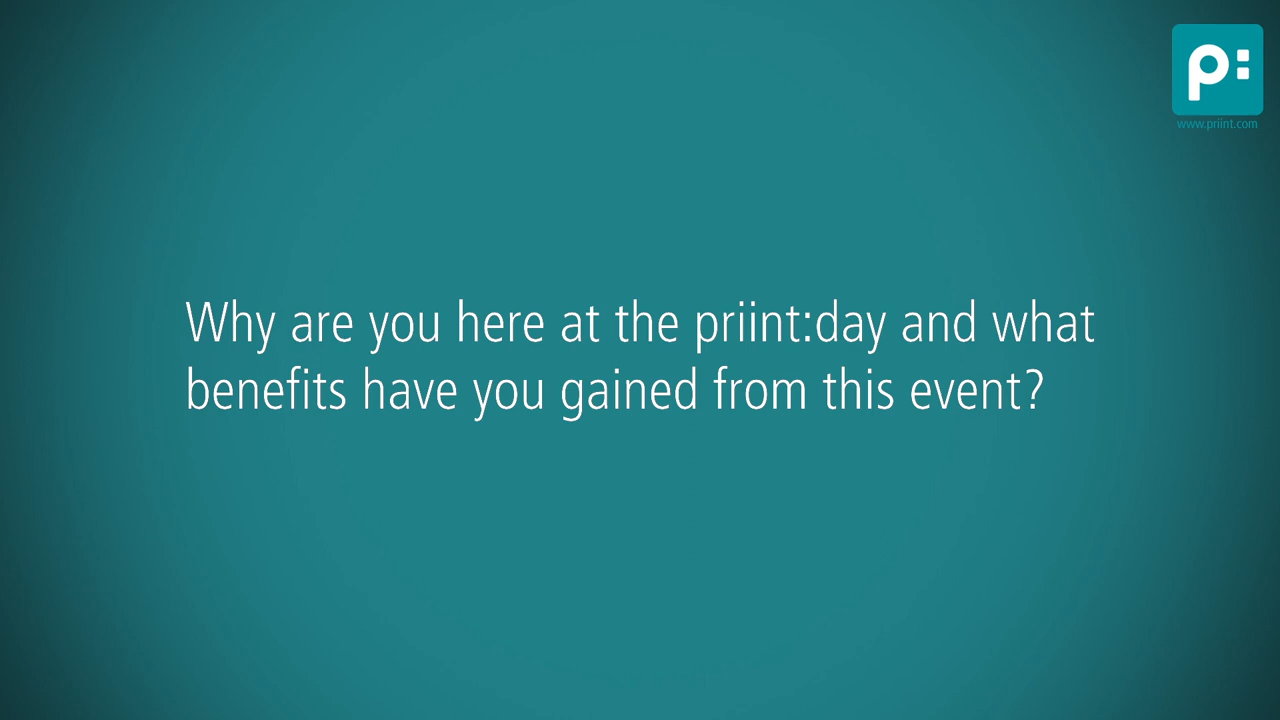 p:
www.priint.com
Why are you here at the priint:day and what
benefits have you gained from this event?